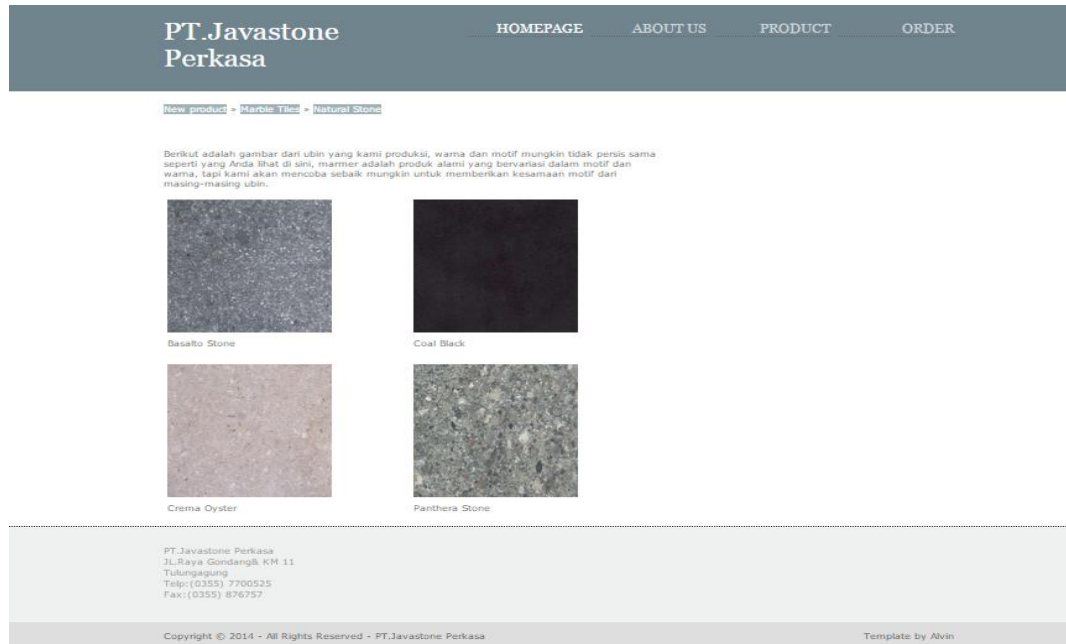 PT.Javastone
Perkasa
HOMEPAGE ABOUT US PRODUCT ORDER
New product » Marble Tiles » Natural Stone
Berikut adalah gambar dari ubin yang kami produksi, warna dan motif mungkin tidak persis sama
seperti yang Anda lihat di sini, marmer adalah produk alami yang bervariasi dalam motif dan
warna, tapi kami akan mencoba sebaik mungkin untuk memberikan kesamaan motif dari
masing-masing ubin.
Basalto Stone Coal Black
Crema Oyster Panthera Stone
PT.Javastone Perkasa
JL.Raya Gondang& KM 11
Tulungagung
Telp:(0355) 7700525
Fax:(0355) 876757
Copyright © 2014 - All Rights Reserved - PT.Javastone Perkasa Template by Alvin